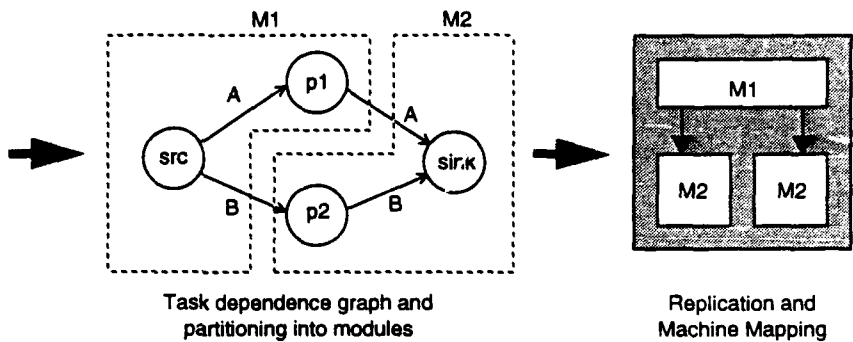 M1
M2
p1
A
A
src
sink
B
p2
B
M1
M2
M2
Task dependence graph and
partitioning into modules
Replication and
Machine Mapping